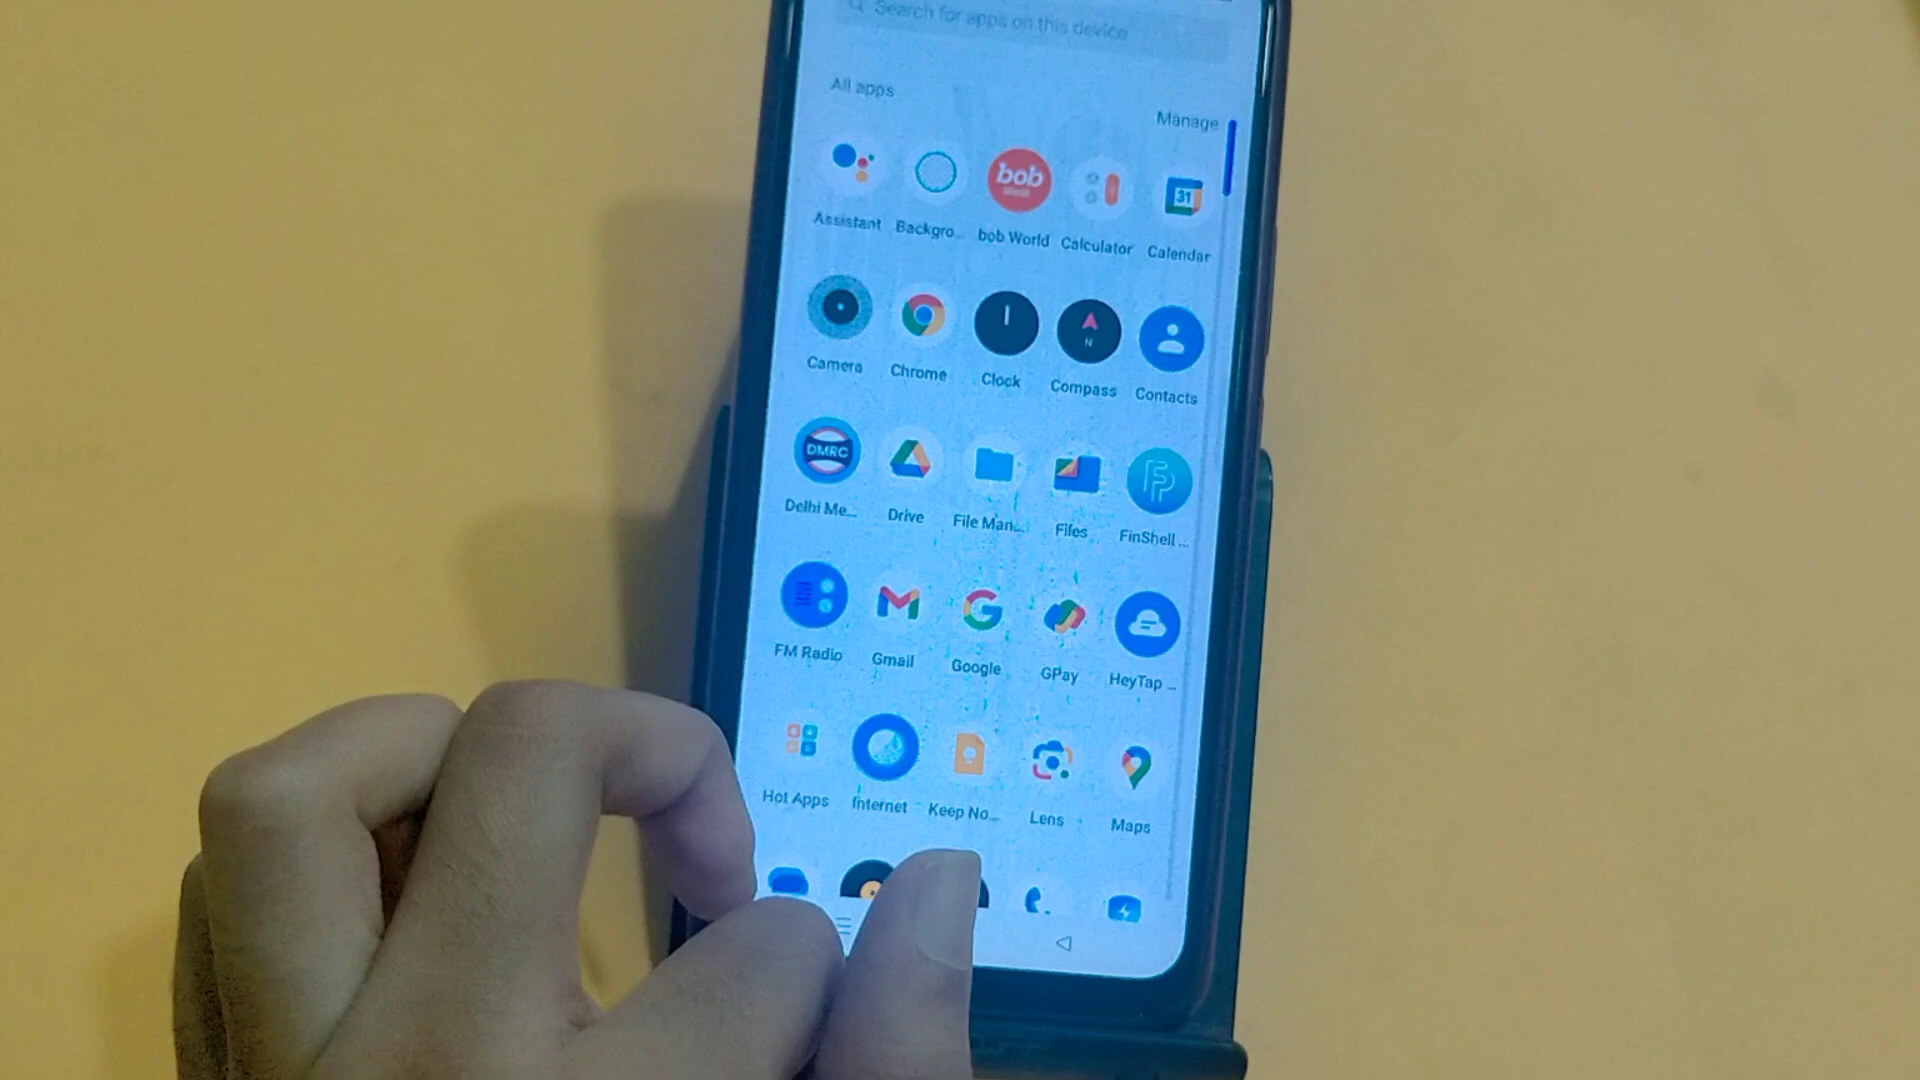 Search for apps on this device
All apps
Manage
bob
World
31
Assistant Backgro... bob World Calculator Calendar
N
Camera Chrome Clock Compass Contacts
DMRC
Delhi Me... Drive File Man... Files FinShell ...
FM Radio Gmail Google GPay HeyTap ...
Hot Apps Internet Keep No... Lens Maps